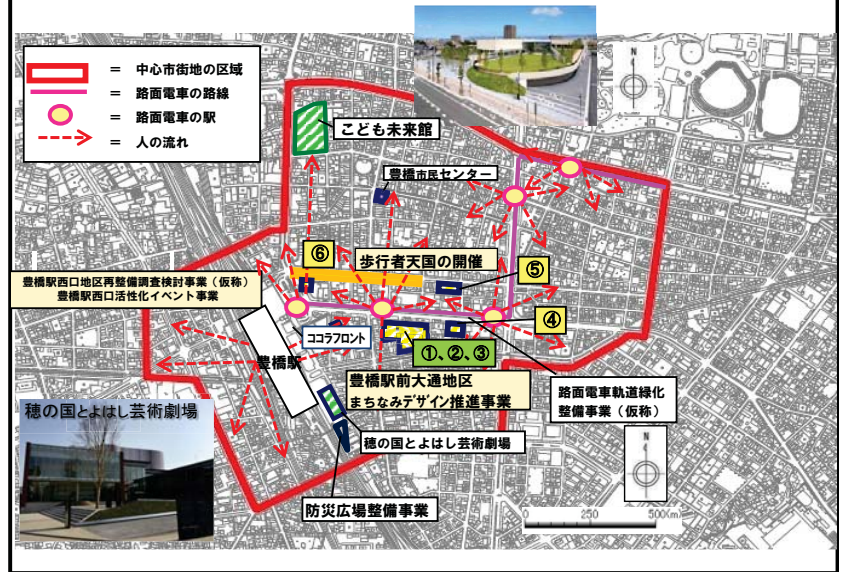 = 中心市街地の区域
= 路面電車の路線
= 路面電車の駅
= 人の流れ
N
こども未来館
豊橋市民センター
⑥
歩行者天国の開催
⑤
豊橋駅西口地区再整備調査検討事業(仮称)
豊橋駅西口活性化イベント事業
④
ココラフロント
①、②、③
豊橋駅
豊橋駅前大通地区
まちなみデザイン推進事業
路面電車軌道緑化
整備事業(仮称)
穂の国とよはし芸術劇場
穂の国とよはし芸術劇場
N
防災広場整備事業
0 250 500(m)